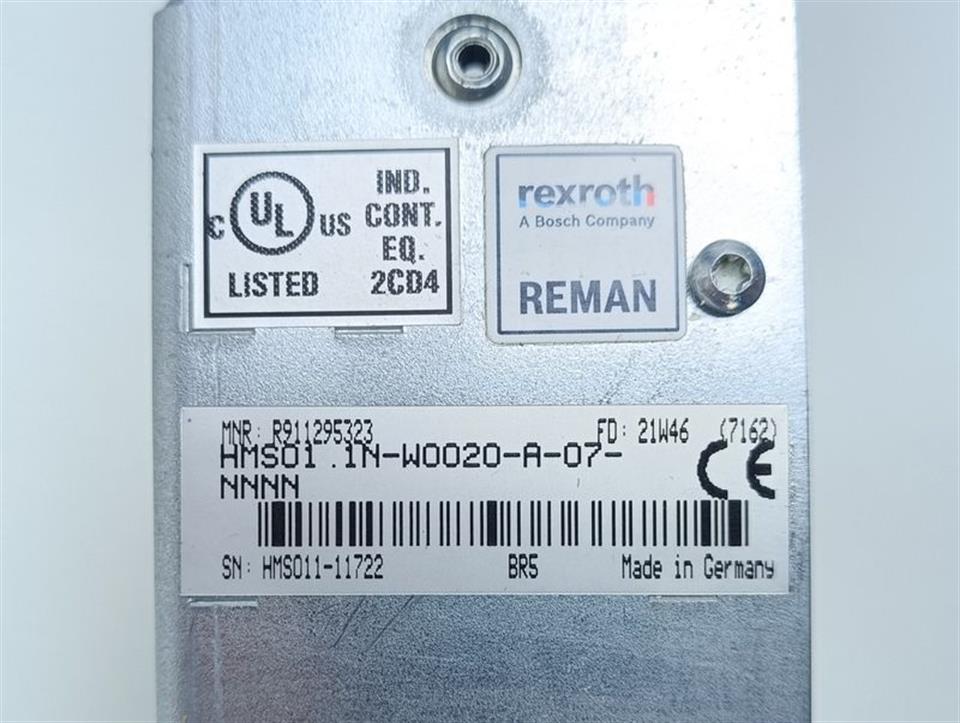 C UL US
LISTED
IND.
CONT.
EQ.
2CD4
rexroth
A Bosch Company
REMAN
MNR: R911295323 FD: 21W46 (7162)
HMS01.1N-W0020-A-07-
NNNN
CE
SN: HMS011-11722 BR5 Made in Germany